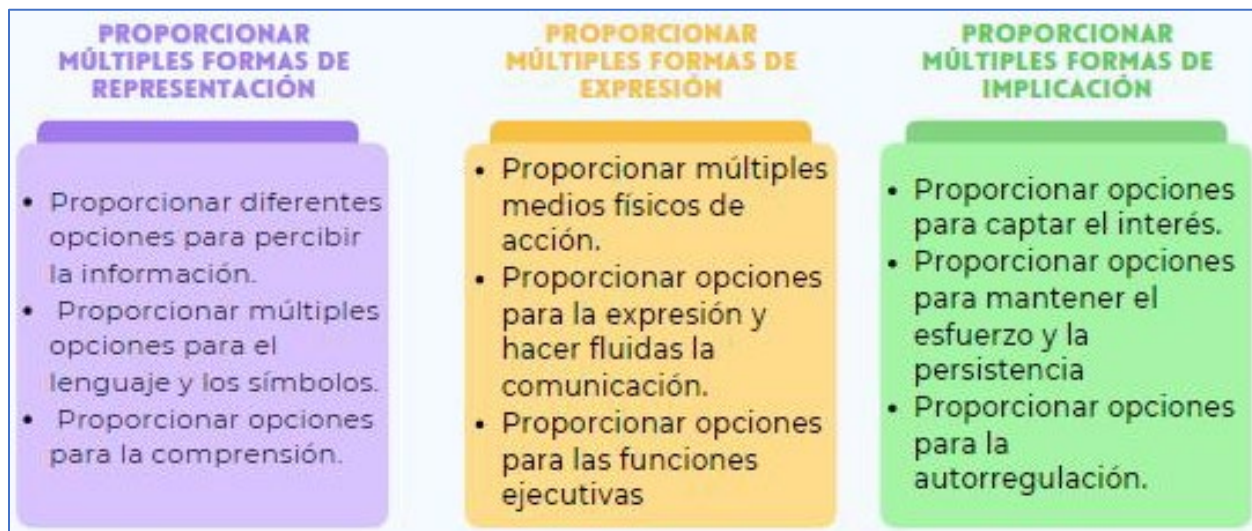 PROPORCIONAR
MÚLTIPLES FORMAS DE
REPRESENTACIÓN
• Proporcionar diferentes
opciones para percibir
la información.
• Proporcionar múltiples
opciones para el
lenguaje y los símbolos.
• Proporcionar opciones
para la comprensión.
PROPORCIONAR
MÚLTIPLES FORMAS DE
EXPRESIÓN
• Proporcionar múltiples
medios físicos de
acción.
• Proporcionar opciones
para la expresión y
hacer fluidas la
comunicación.
• Proporcionar opciones
para las funciones
ejecutivas
PROPORCIONAR
MÚLTIPLES FORMAS DE
IMPLICACIÓN
• Proporcionar opciones
para captar el interés.
• Proporcionar opciones
para mantener el
esfuerzo y la
persistencia
• Proporcionar opciones
para la
autorregulación.